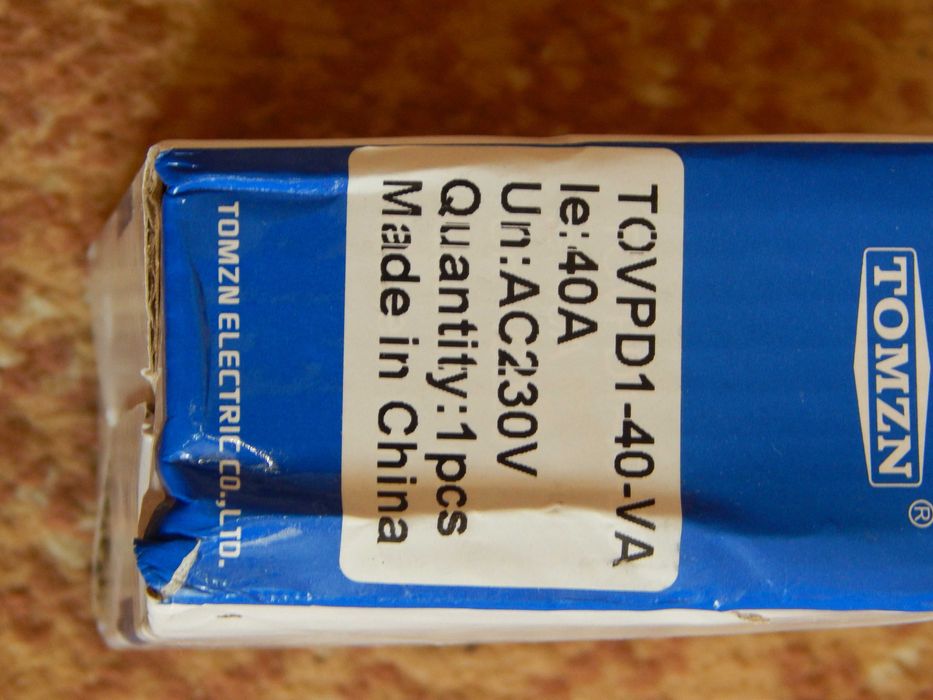 TOMZN®
TOVPD1-40-VA
Ie:40A
Un:AC230V
Quantity:1pcs
Made in China
TOMZN ELECTRIC CO.,LTD.